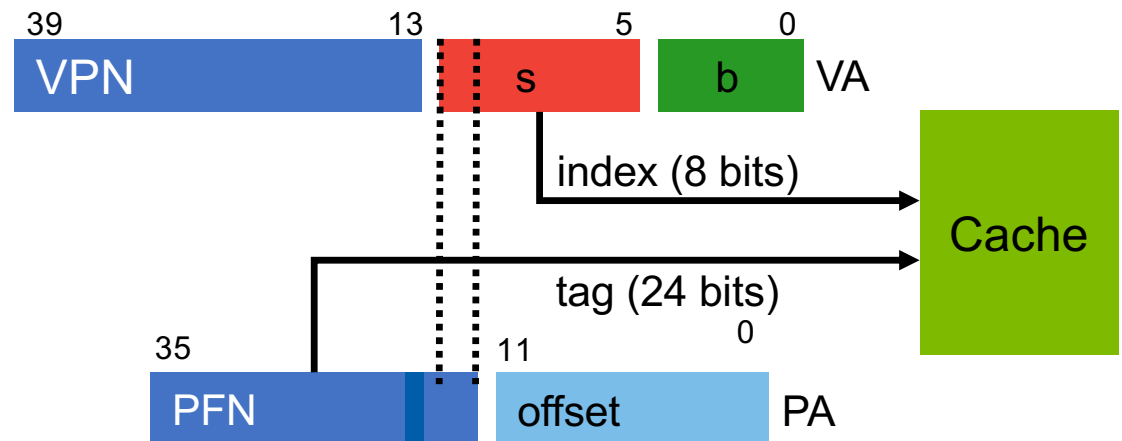 39 13 5 0
VPN s b VA
index (8 bits)
Cache
tag (24 bits)
0
35 11
PFN offset PA